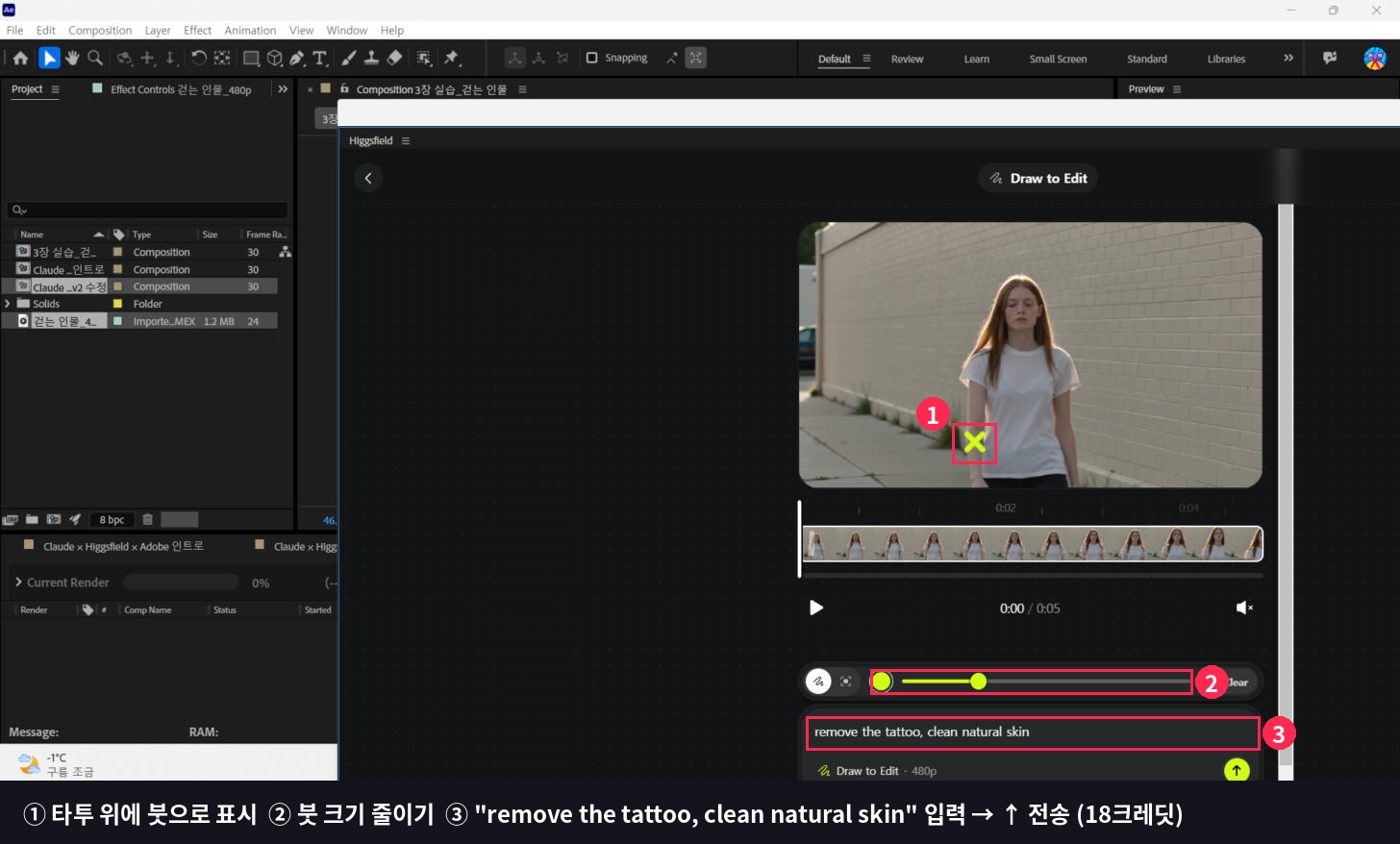 Ae
File Edit Composition Layer Effect Animation View Window Help
Snapping
Default Review Learn Small Screen Standard Libraries
Project Effect Controls 걷는 인물_480p
Composition 3장 실습_걷는 인물
Preview
3장
Higgsfield
Draw to Edit
Name Type Size Frame Ra..
3장 실습_걷... Composition 30
Claude ...인트로 Composition 30
Claude ...v2 수정 Composition 30
Solids Folder
걷는 인물_4... Importe...MEX 1.2 MB 24
1
0:02 0:04
8 bpc
46.
Claude x Higgsfield x Adobe 인트로 Claude x Higg
Current Render 0% (--
Render # Comp Name Status Started
0:00 / 0:05
2
lear
remove the tattoo, clean natural skin
3
Message: RAM:
Draw to Edit · 480p
-1°C
구름 조금
① 타투 위에 붓으로 표시 ② 붓 크기 줄이기 ③ "remove the tattoo, clean natural skin" 입력 → ↑ 전송 (18크레딧)